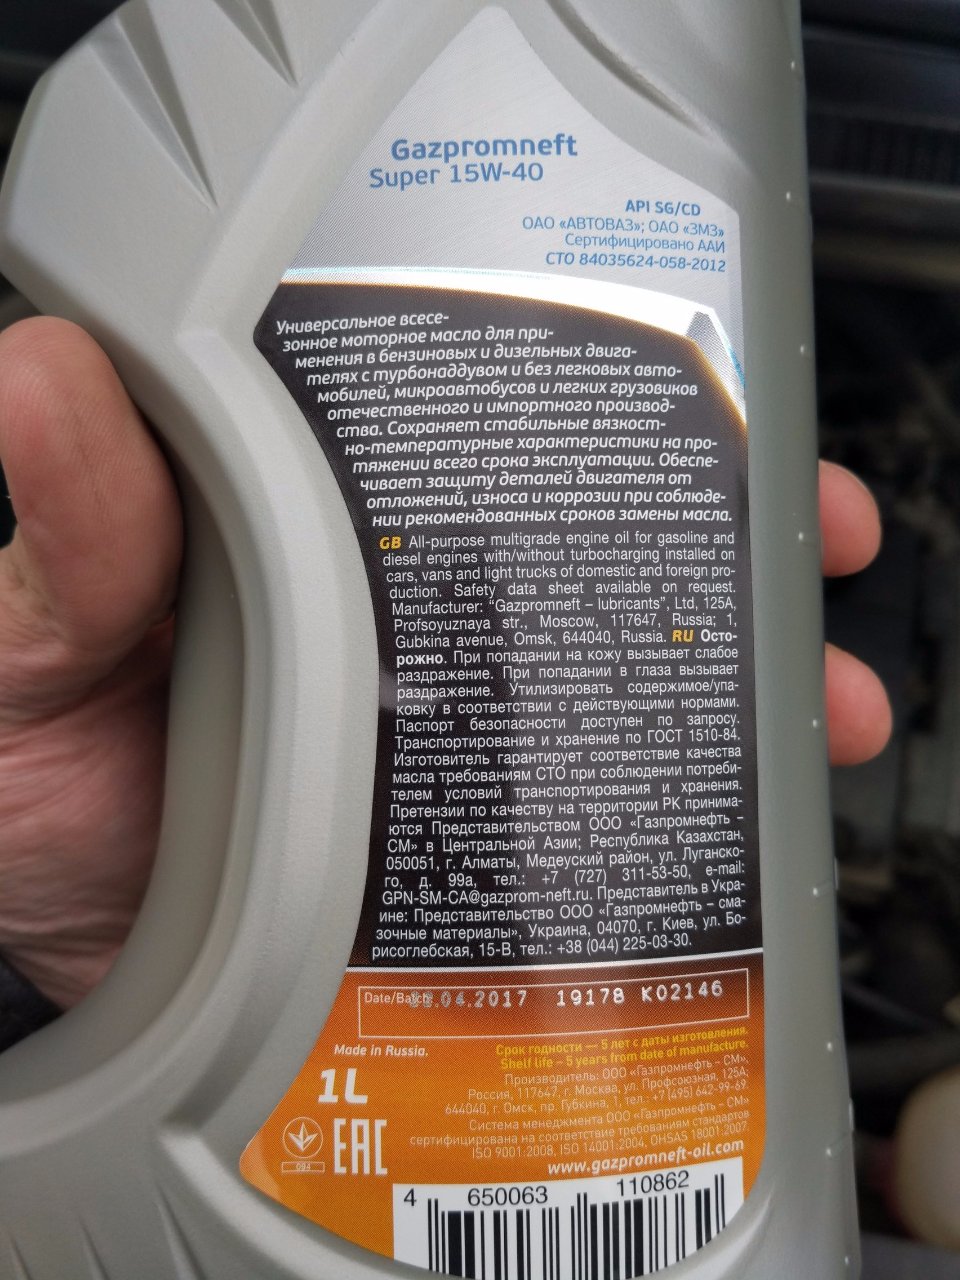 Gazpromneft
Super 15W-40
API SG/CD
ОАО «АВТОВАЗ»; ОАО «ЗМЗ»
Сертифицировано ААИ
СТО 84035624-058-2012
Универсальное всесе-
зонное моторное масло для при-
менения в бензиновых и дизельных двига-
телях с турбонаддувом и без легковых авто-
мобилей, микроавтобусов и легких грузовиков
отечественного и импортного производ-
ства. Сохраняет стабильные вязкост-
но-температурные характеристики на про-
тяжении всего срока эксплуатации. Обеспе-
чивает защиту деталей двигателя от
отложений, износа и коррозии при соблюде-
нии рекомендованных сроков замены масла.
GB All-purpose multigrade engine oil for gasoline and
diesel engines with/without turbocharging installed on
cars, vans and light trucks of domestic and foreign pro-
duction. Safety data sheet available on request.
Manufacturer: “Gazpromneft – lubricants”, Ltd, 125A,
Profsoyuznaya str., Moscow, 117647, Russia; 1,
Gubkina avenue, Omsk, 644040, Russia. RU Осто-
рожно. При попадании на кожу вызывает слабое
раздражение. При попадании в глаза вызывает
раздражение. Утилизировать содержимое/упа-
ковку в соответствии с действующими нормами.
Паспорт безопасности доступен по запросу.
Транспортирование и хранение по ГОСТ 1510-84.
Изготовитель гарантирует соответствие качества
масла требованиям СТО при соблюдении потреби-
телем условий транспортирования и хранения.
Претензии по качеству на территории РК принима-
ются Представительством ООО «Газпромнефть –
СМ» в Центральной Азии; Республика Казахстан,
050051, г. Алматы, Медеуский район, ул. Луганско-
го, д. 99а, тел.: +7 (727) 311-53-50, e-mail:
GPN-SM-CA@gazprom-neft.ru. Представитель в Укра-
ине: Представительство ООО «Газпромнефть – сма-
зочные материалы», Украина, 04070, г. Киев, ул. Бо-
рисоглебская, 15-В, тел.: +38 (044) 225-03-30.
Date/Batch .04.2017 19178 K02146
Made in Russia.
Срок годности — 5 лет с даты изготовления.
Shelf life – 5 years from date of manufacture.
1L
Производитель: ООО «Газпромнефть – СМ»,
Россия, 117647, г. Москва, ул. Профсоюзная, 125А;
644040, г. Омск, пр. Губкина, 1, тел.: +7 (495) 642-99-69.
Система менеджмента ООО «Газпромнефть – СМ»
сертифицирована на соответствие требованиям стандартов
ISO 9001:2008, ISO 14001:2004, OHSAS 18001:2007.
EAC
094
www.gazpromneft-oil.com
4 650063 110862